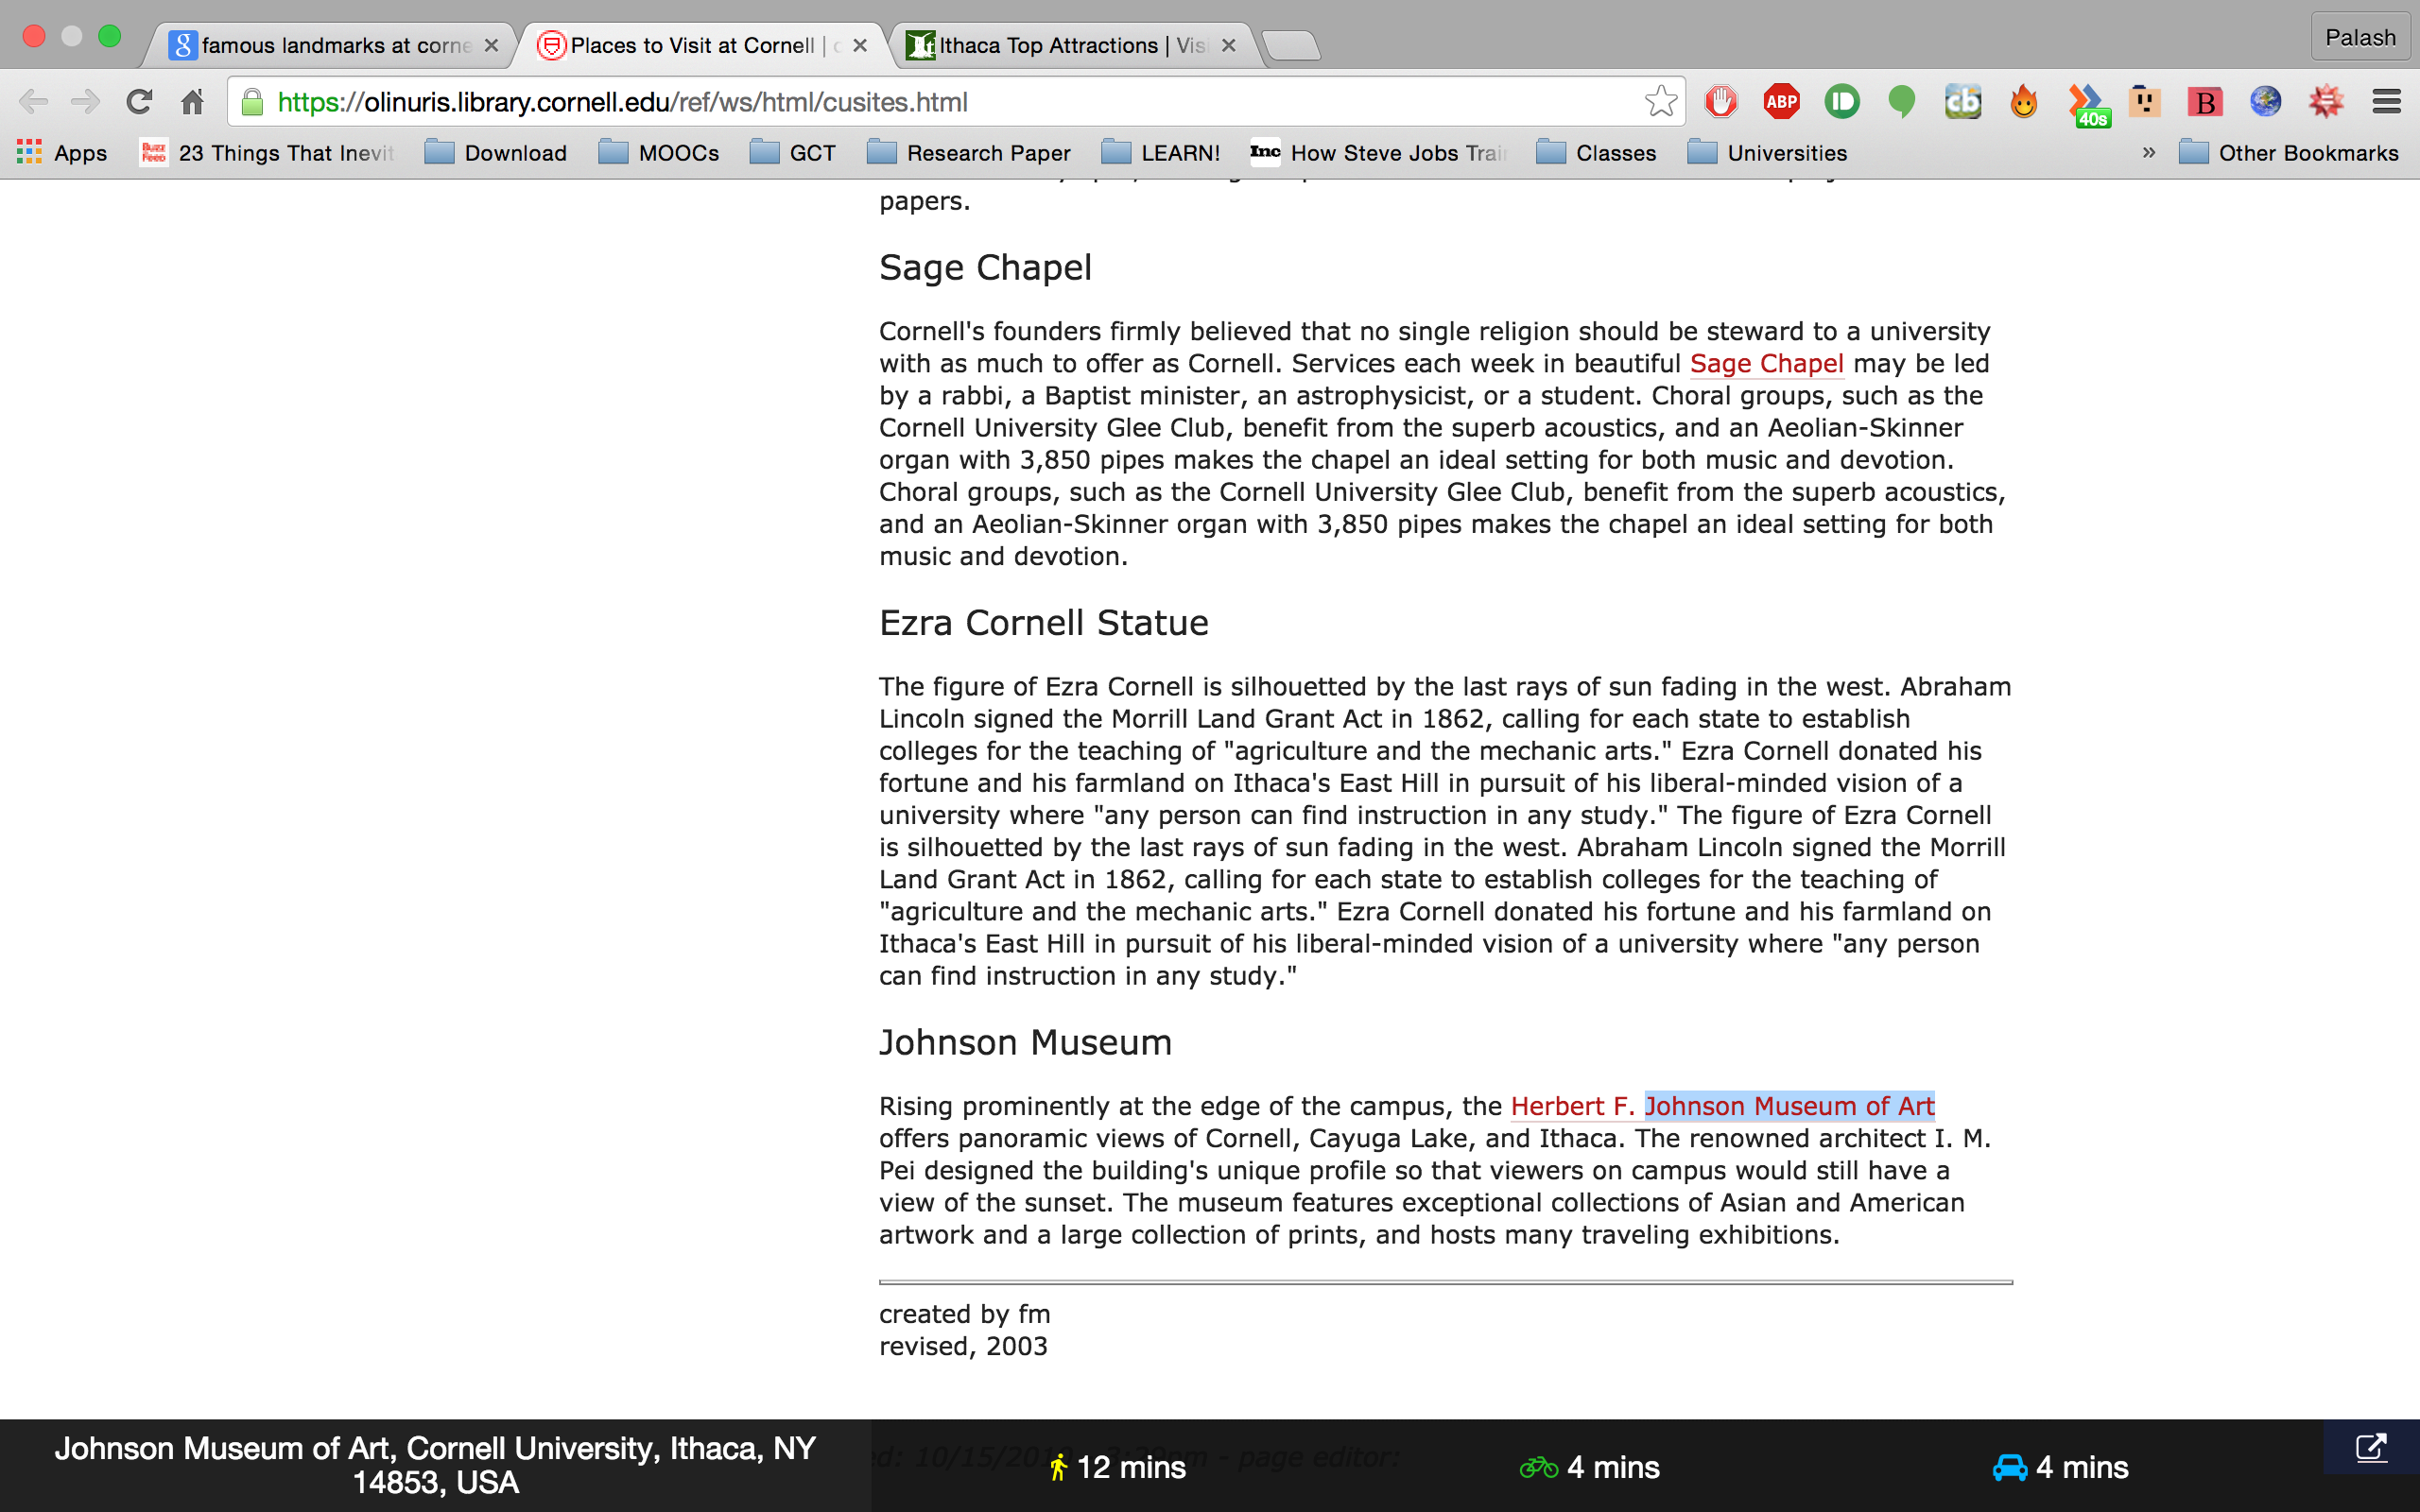 famous landmarks at corne
Places to Visit at Cornell | c
Ithaca Top Attractions | Visi
Palash
https://olinuris.library.cornell.edu/ref/ws/html/cusites.html
ABP
cb
40s
B
Apps
Buzz Feed
23 Things That Inevit
Download
MOOCs
GCT
Research Paper
LEARN!
Inc
How Steve Jobs Trai
Classes
Universities
»
Other Bookmarks
papers.
Sage Chapel
Cornell's founders firmly believed that no single religion should be steward to a university
with as much to offer as Cornell. Services each week in beautiful Sage Chapel may be led
by a rabbi, a Baptist minister, an astrophysicist, or a student. Choral groups, such as the
Cornell University Glee Club, benefit from the superb acoustics, and an Aeolian-Skinner
organ with 3,850 pipes makes the chapel an ideal setting for both music and devotion.
Choral groups, such as the Cornell University Glee Club, benefit from the superb acoustics,
and an Aeolian-Skinner organ with 3,850 pipes makes the chapel an ideal setting for both
music and devotion.
Ezra Cornell Statue
The figure of Ezra Cornell is silhouetted by the last rays of sun fading in the west. Abraham
Lincoln signed the Morrill Land Grant Act in 1862, calling for each state to establish
colleges for the teaching of "agriculture and the mechanic arts." Ezra Cornell donated his
fortune and his farmland on Ithaca's East Hill in pursuit of his liberal-minded vision of a
university where "any person can find instruction in any study." The figure of Ezra Cornell
is silhouetted by the last rays of sun fading in the west. Abraham Lincoln signed the Morrill
Land Grant Act in 1862, calling for each state to establish colleges for the teaching of
"agriculture and the mechanic arts." Ezra Cornell donated his fortune and his farmland on
Ithaca's East Hill in pursuit of his liberal-minded vision of a university where "any person
can find instruction in any study."
Johnson Museum
Rising prominently at the edge of the campus, the Herbert F. Johnson Museum of Art
offers panoramic views of Cornell, Cayuga Lake, and Ithaca. The renowned architect I. M.
Pei designed the building's unique profile so that viewers on campus would still have a
view of the sunset. The museum features exceptional collections of Asian and American
artwork and a large collection of prints, and hosts many traveling exhibitions.
created by fm
revised, 2003
Johnson Museum of Art, Cornell University, Ithaca, NY
14853, USA
page editor:
12 mins
4 mins
4 mins